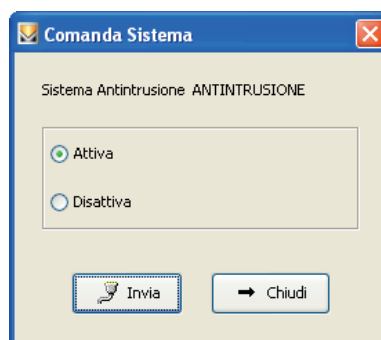 Comanda Sistema
Sistema Antintrusione ANTINTRUSIONE
Attiva
Disattiva
Invia
Chiudi